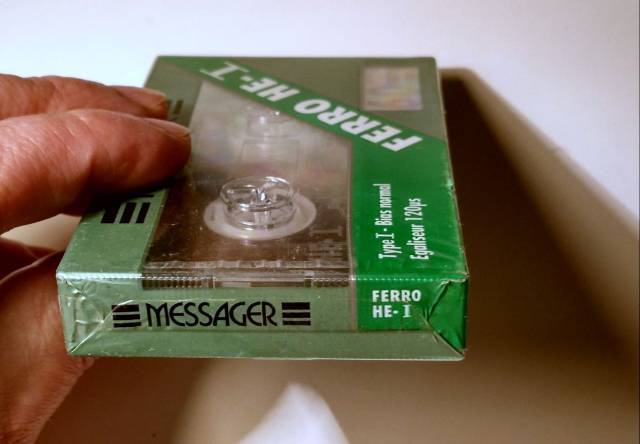 FERRO HE-I
Type I - Bias normal
Egaliseur 120µs
MESSAGER
FERRO
HE-I